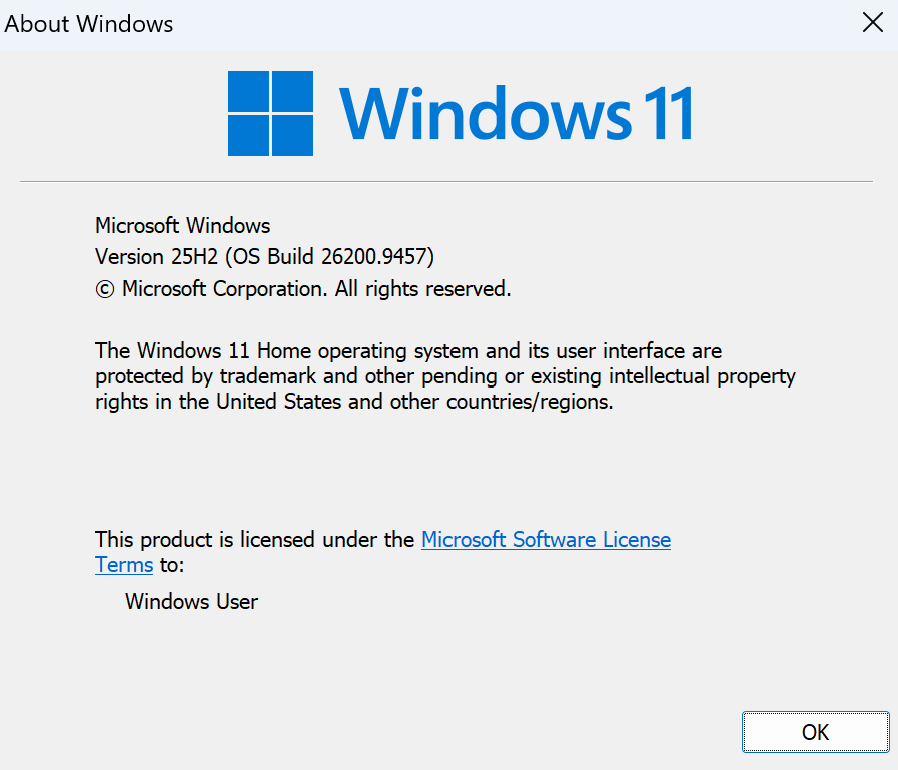 About Windows
Windows 11
Microsoft Windows
Version 25H2 (OS Build 26200.9457)
© Microsoft Corporation. All rights reserved.
The Windows 11 Home operating system and its user interface are
protected by trademark and other pending or existing intellectual property
rights in the United States and other countries/regions.
This product is licensed under the Microsoft Software License
Terms to:
Windows User
OK